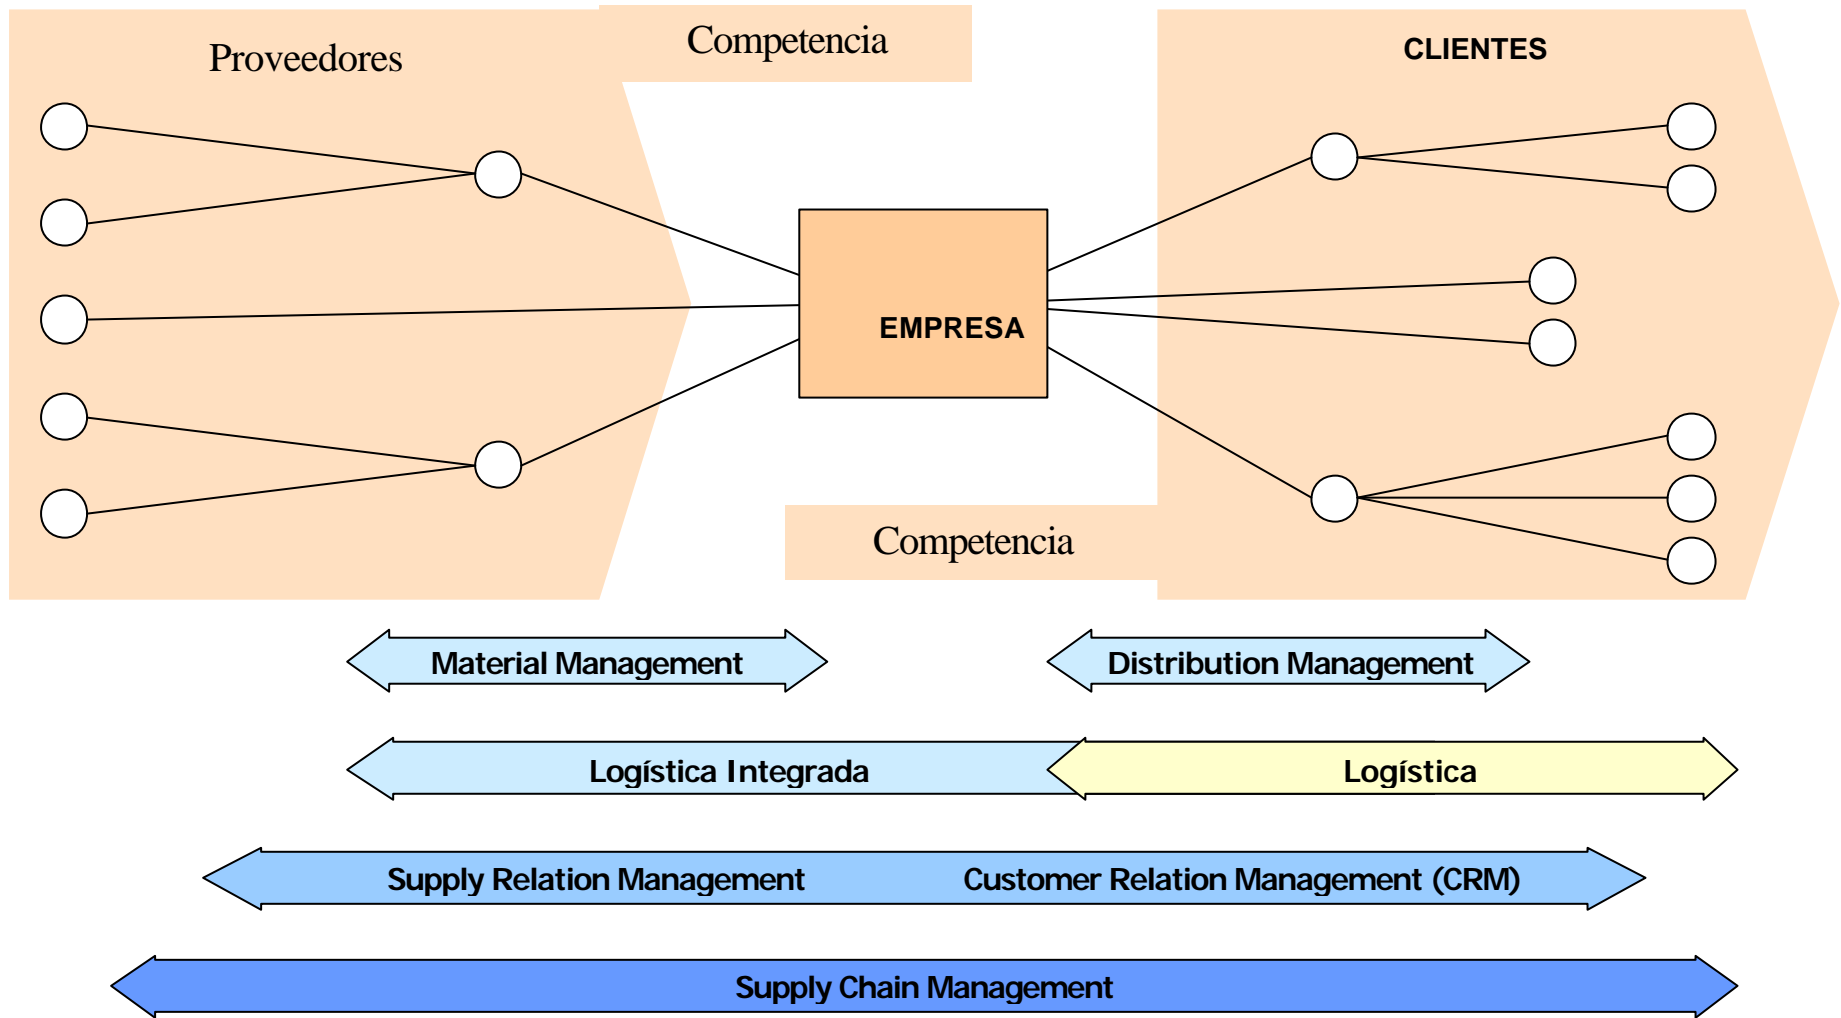 Proveedores
Competencia
CLIENTES
EMPRESA
Competencia
Material Management
Distribution Management
Logística Integrada
Logística
Supply Relation Management
Customer Relation Management (CRM)
Supply Chain Management